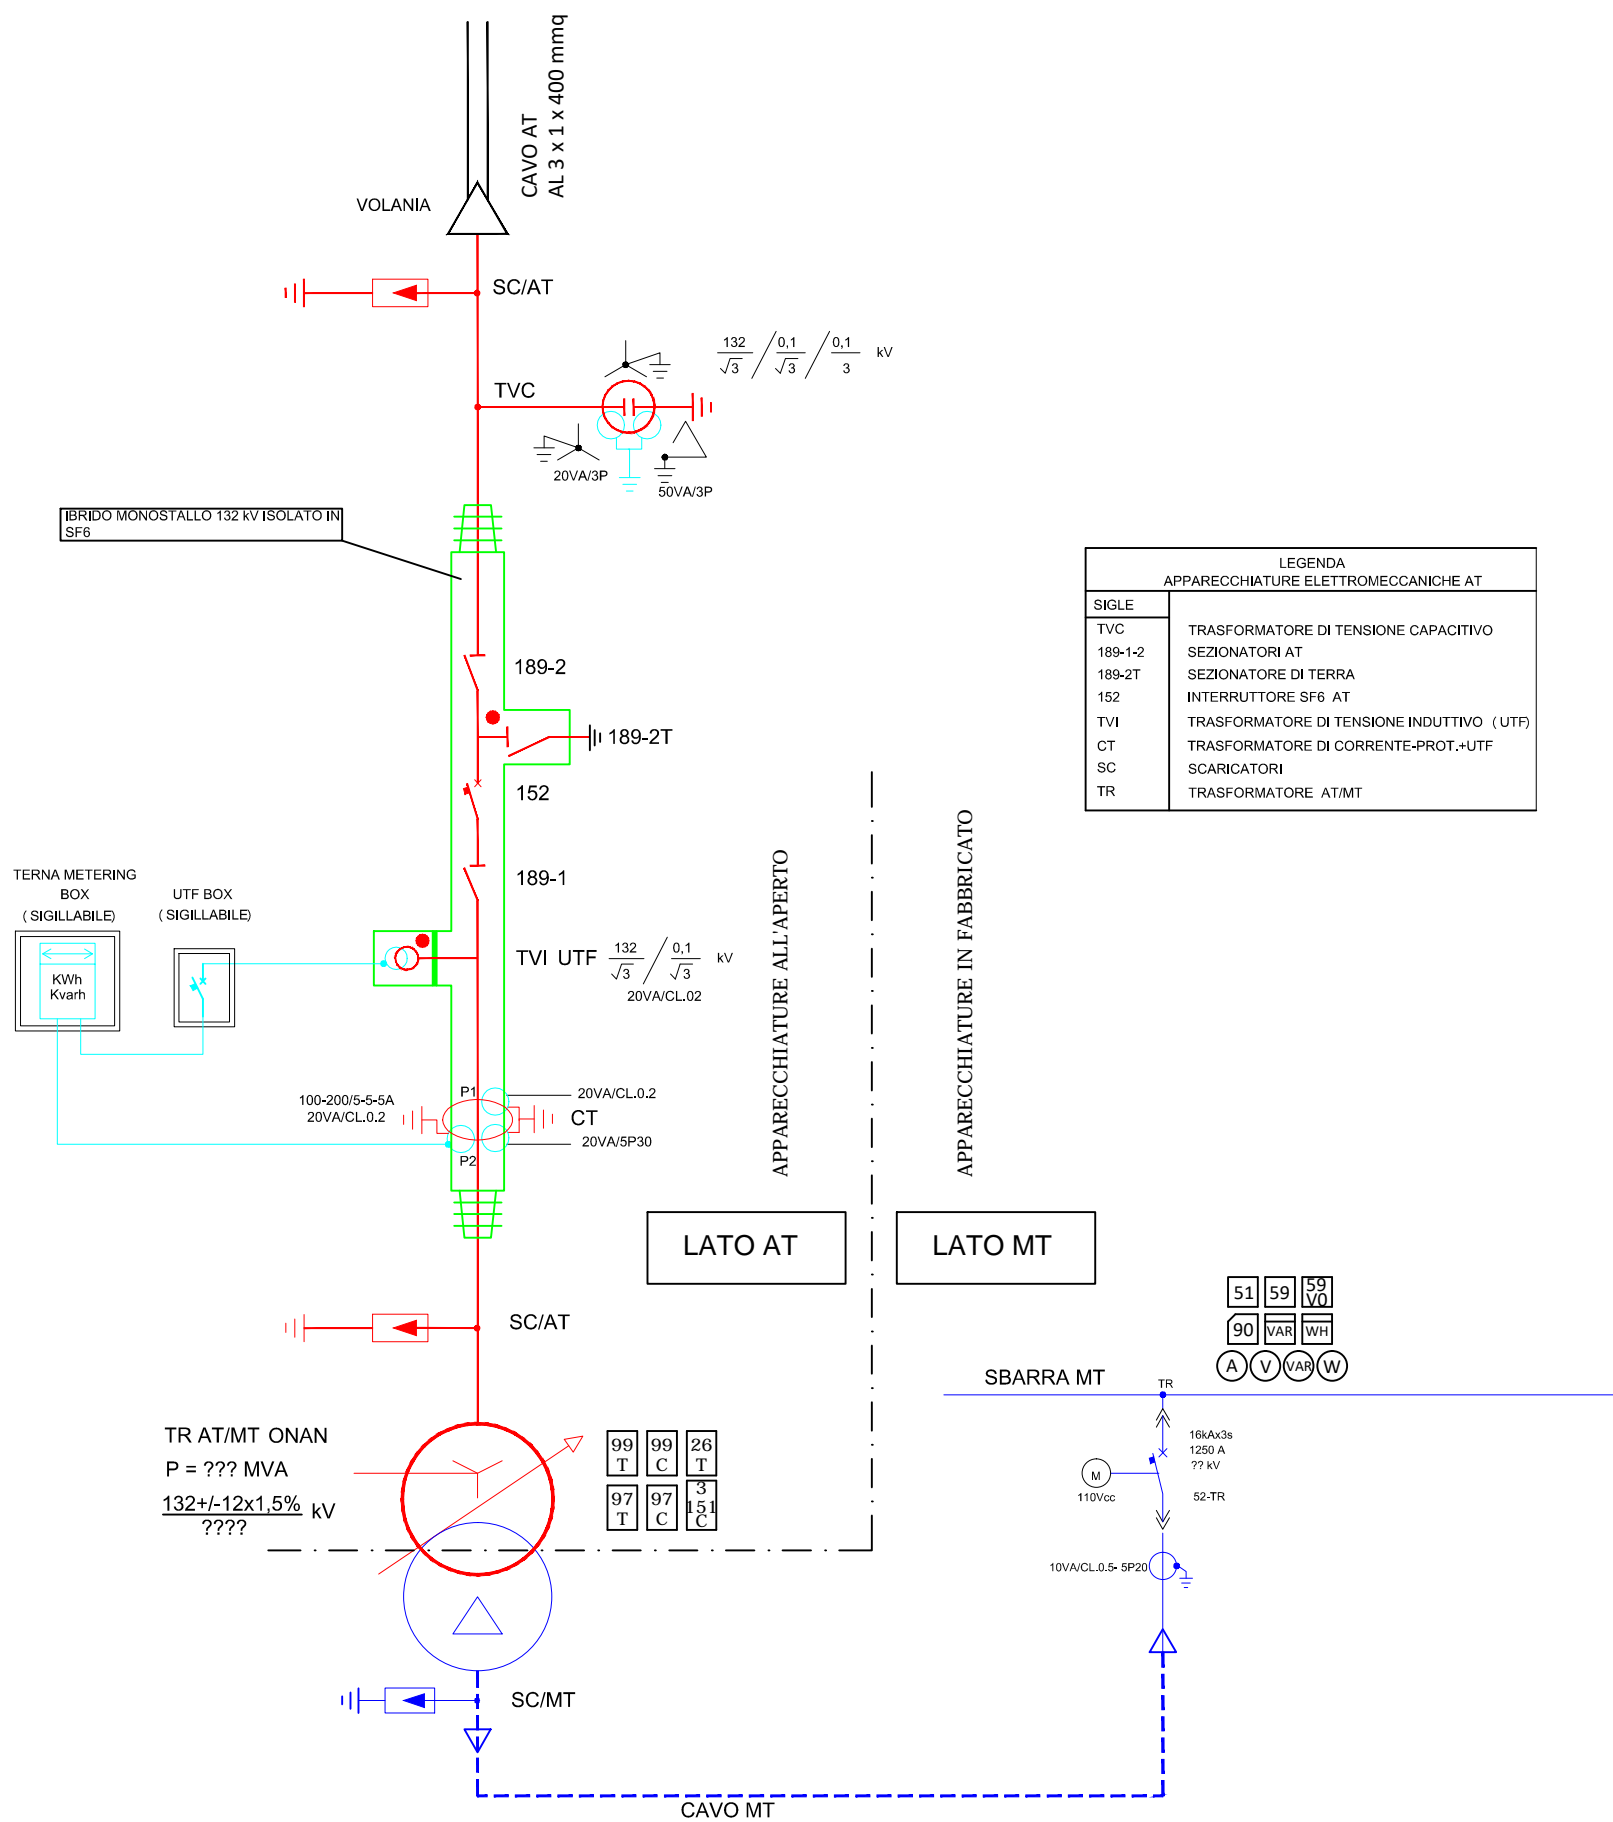 CAVO AT
AL 3 x 1 x 400 mmq
VOLANIA
SC/AT
132
√3
0,1
√3
0,1
3
kV
TVC
20VA/3P
50VA/3P
IBRIDO MONOSTALLO 132 kV ISOLATO IN
SF6
LEGENDA
APPARECCHIATURE ELETTROMECCANICHE AT
SIGLE
TVC TRASFORMATORE DI TENSIONE CAPACITIVO
189-1-2 SEZIONATORI AT
189-2T SEZIONATORE DI TERRA
152 INTERRUTTORE SF6 AT
TVI TRASFORMATORE DI TENSIONE INDUTTIVO ( UTF)
CT TRASFORMATORE DI CORRENTE-PROT.+UTF
SC SCARICATORI
TR TRASFORMATORE AT/MT
189-2
189-2T
152
189-1
TERNA METERING
BOX
( SIGILLABILE)
UTF BOX
( SIGILLABILE)
KWh
Kvarh
TVI UTF
132
√3
0,1
√3
kV
20VA/CL.02
APPARECCHIATURE ALL'APERTO
APPARECCHIATURE IN FABBRICATO
100-200/5-5-5A
20VA/CL.0.2
P1
P2
20VA/CL.0.2
CT
20VA/5P30
LATO AT
LATO MT
SC/AT
51 59 59
V0
90 VAR WH
A V VAR W
SBARRA MT
TR
16kAx3s
1250 A
?? kV
M
110Vcc
52-TR
10VA/CL.0.5- 5P20
TR AT/MT ONAN
P = ??? MVA
132+/-12x1,5% kV
????
99
T
99
C
26
T
97
T
97
C
3
151
C
SC/MT
CAVO MT